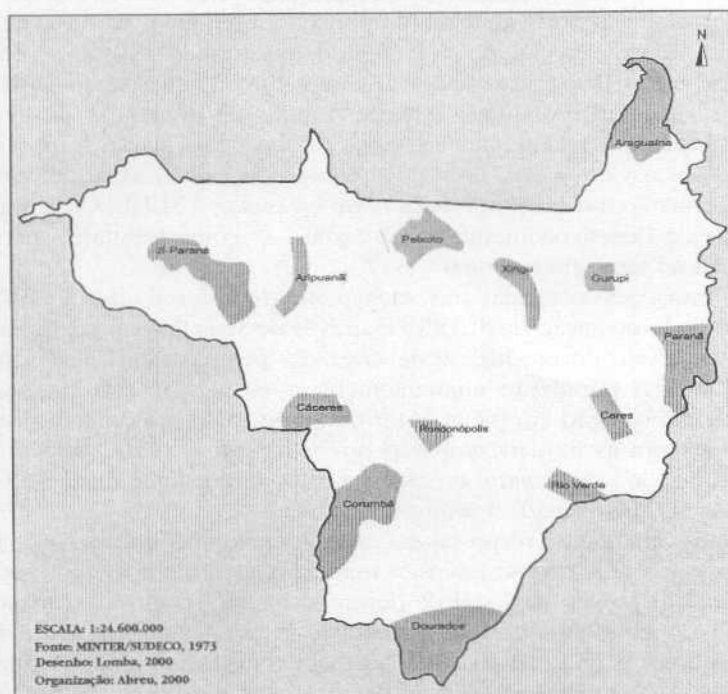 N
Araguaína
Peixoto
Ji-Paraná
Aripuanã
Xingu
Gurupi
Paranã
Cáceres
Ceres
Rondonópolis
Rio Verde
Corumbá
Dourados
ESCALA: 1:24.600.000
Fonte: MINTER/SUDECO, 1973
Desenho: Lomba, 2000
Organização: Abreu, 2000